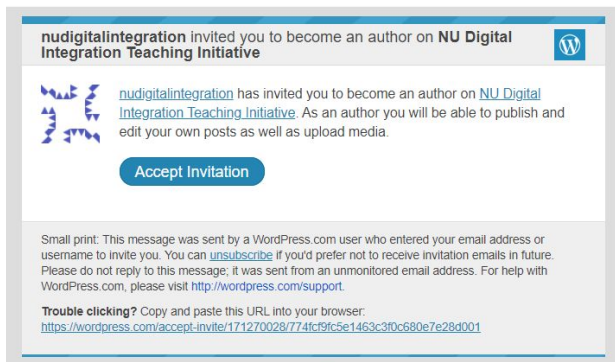 nudigitalintegration invited you to become an author on NU Digital
Integration Teaching Initiative
nudigitalintegration has invited you to become an author on NU Digital
Integration Teaching Initiative. As an author you will be able to publish and
edit your own posts as well as upload media.
Accept Invitation
Small print: This message was sent by a WordPress.com user who entered your email address or
username to invite you. You can unsubscribe if you'd prefer not to receive invitation emails in future.
Please do not reply to this message; it was sent from an unmonitored email address. For help with
WordPress.com, please visit http://wordpress.com/support.
Trouble clicking? Copy and paste this URL into your browser:
https://wordpress.com/accept-invite/171270028/774fcf9fc5e1463c3f0c680e7e28d001